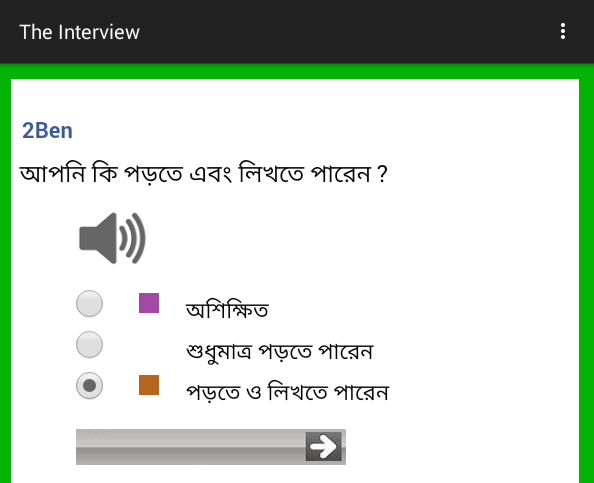 The Interview
2Ben
আপনি কি পড়তে এবং লিখতে পারেন ?
অশিক্ষিত
শুধুমাত্র পড়তে পারেন
পড়তে ও লিখতে পারেন